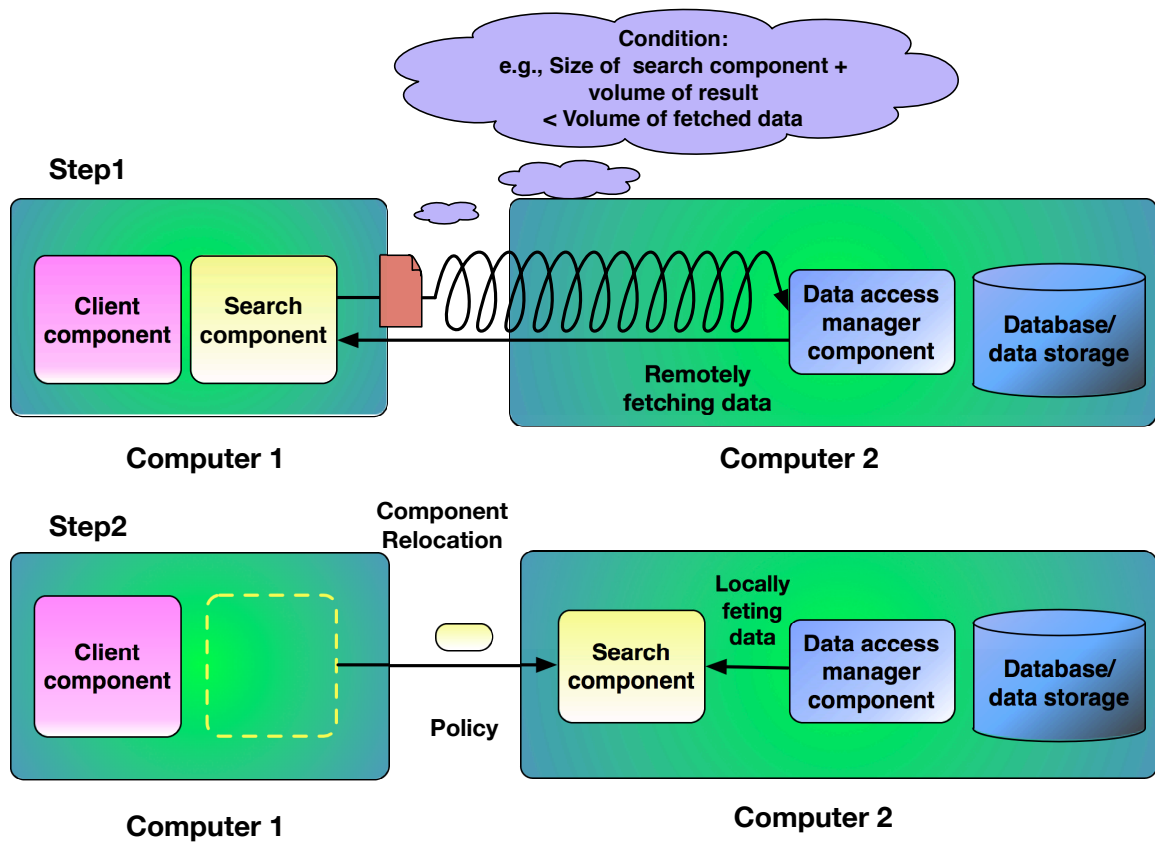 Condition:
e.g., Size of search component +
volume of result
< Volume of fetched data
Step1
Client
component
Search
component
Data access
manager
component
Database/
data storage
Remotely
fetching data
Computer 1
Computer 2
Step2
Component
Relocation
Client
component
Policy
Search
component
Locally
feting
data
Data access
manager
component
Database/
data storage
Computer 1
Computer 2